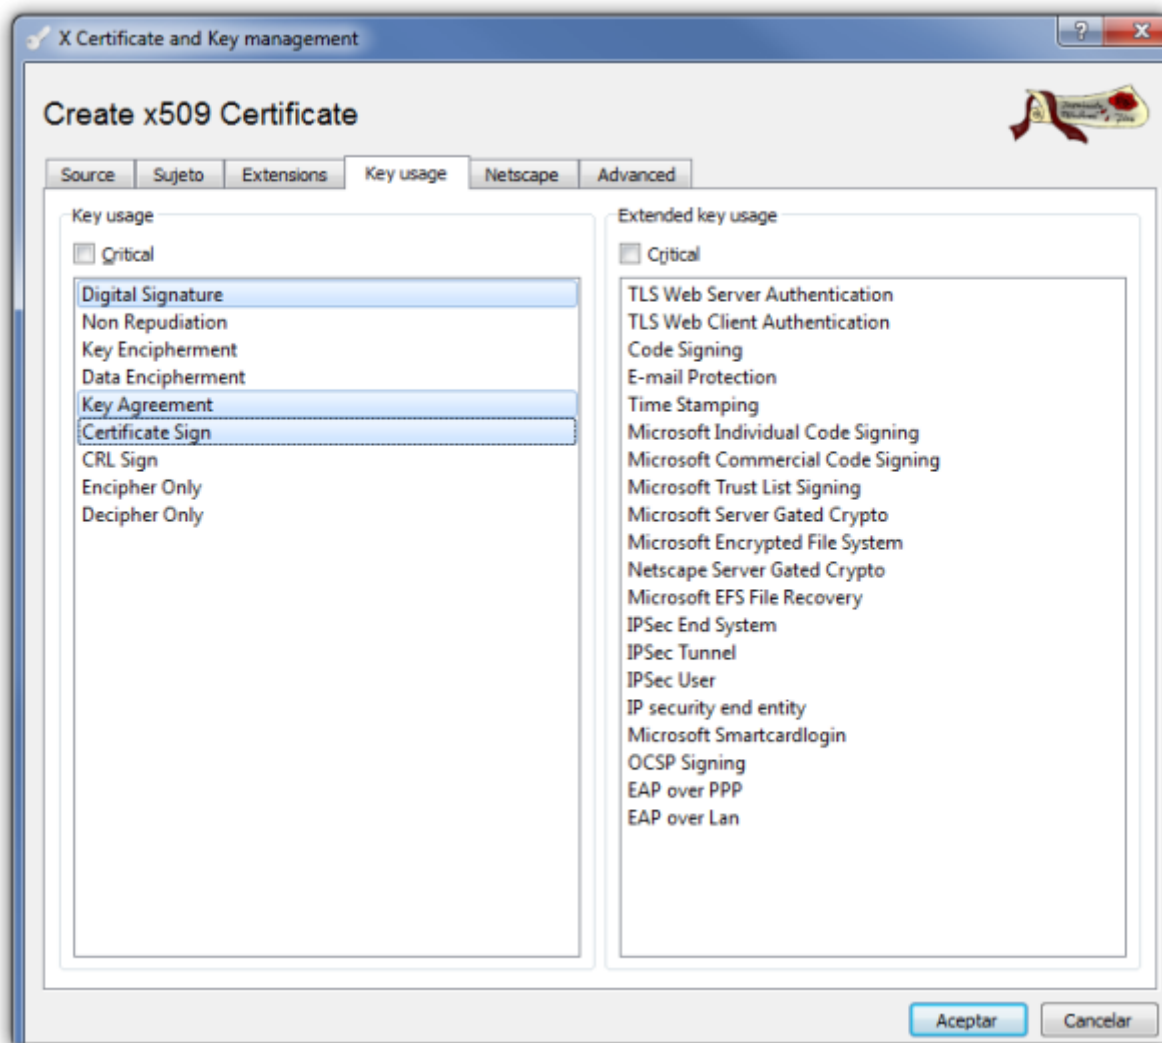 X Certificate and Key management
Create x509 Certificate
Source Sujeto Extensions Key usage Netscape Advanced
Key usage
Critical
Digital Signature
Non Repudiation
Key Encipherment
Data Encipherment
Key Agreement
Certificate Sign
CRL Sign
Encipher Only
Decipher Only
Extended key usage
Critical
TLS Web Server Authentication
TLS Web Client Authentication
Code Signing
E-mail Protection
Time Stamping
Microsoft Individual Code Signing
Microsoft Commercial Code Signing
Microsoft Trust List Signing
Microsoft Server Gated Crypto
Microsoft Encrypted File System
Netscape Server Gated Crypto
Microsoft EFS File Recovery
IPSec End System
IPSec Tunnel
IPSec User
IP security end entity
Microsoft Smartcardlogin
OCSP Signing
EAP over PPP
EAP over Lan
Aceptar Cancelar